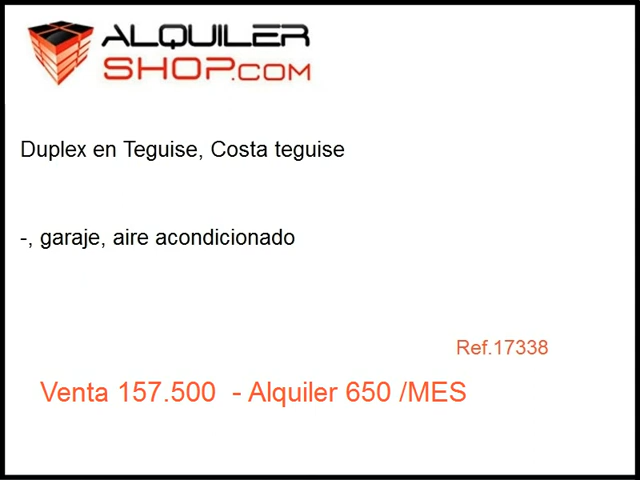 ALQUILER
SHOP.COM
Duplex en Teguise, Costa teguise
-, garaje, aire acondicionado
Ref.17338
Venta 157.500 - Alquiler 650 /MES